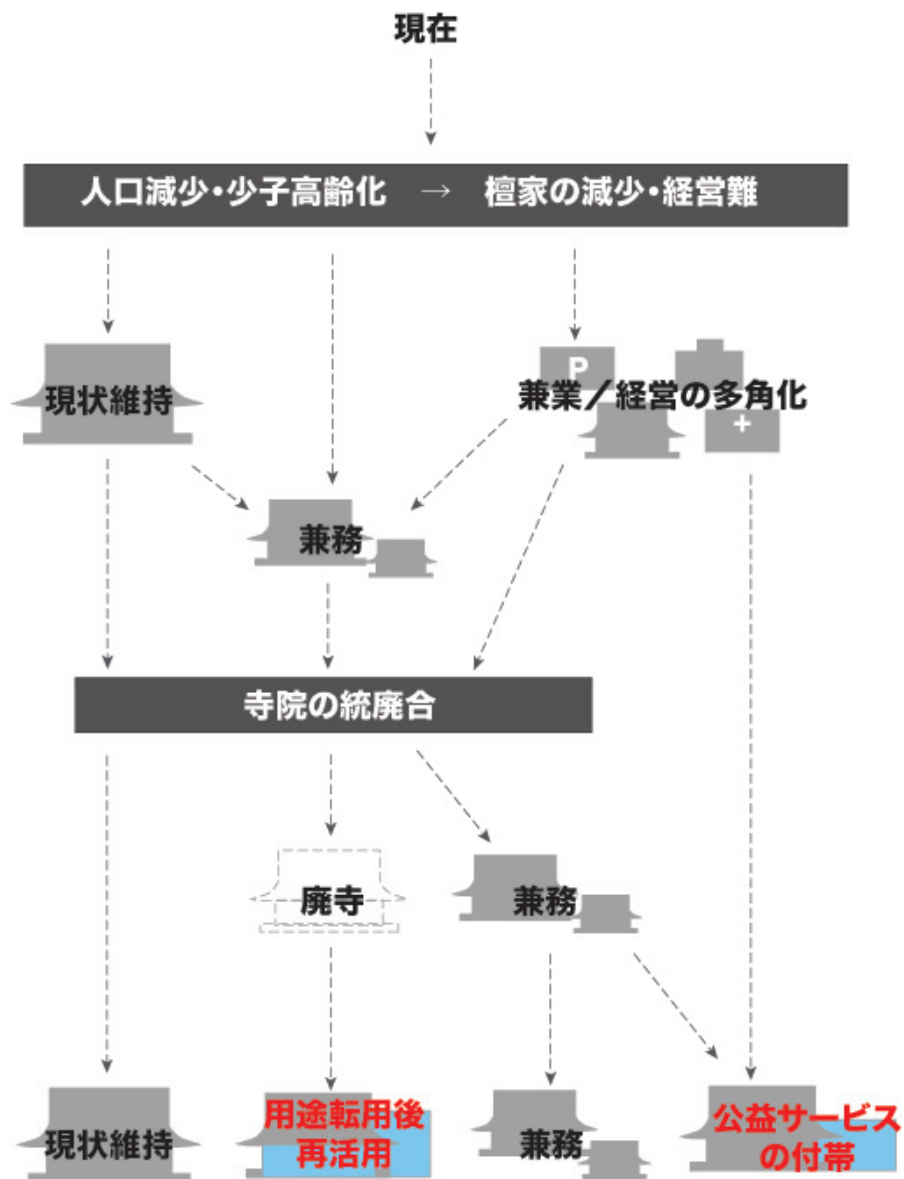 現在
人口減少・少子高齢化 → 檀家の減少・経営難
現状維持
P
兼業／経営の多角化
+
兼務
寺院の統廃合
廃寺
兼務
現状維持
用途転用後
再活用
兼務
公益サービス
の付帯